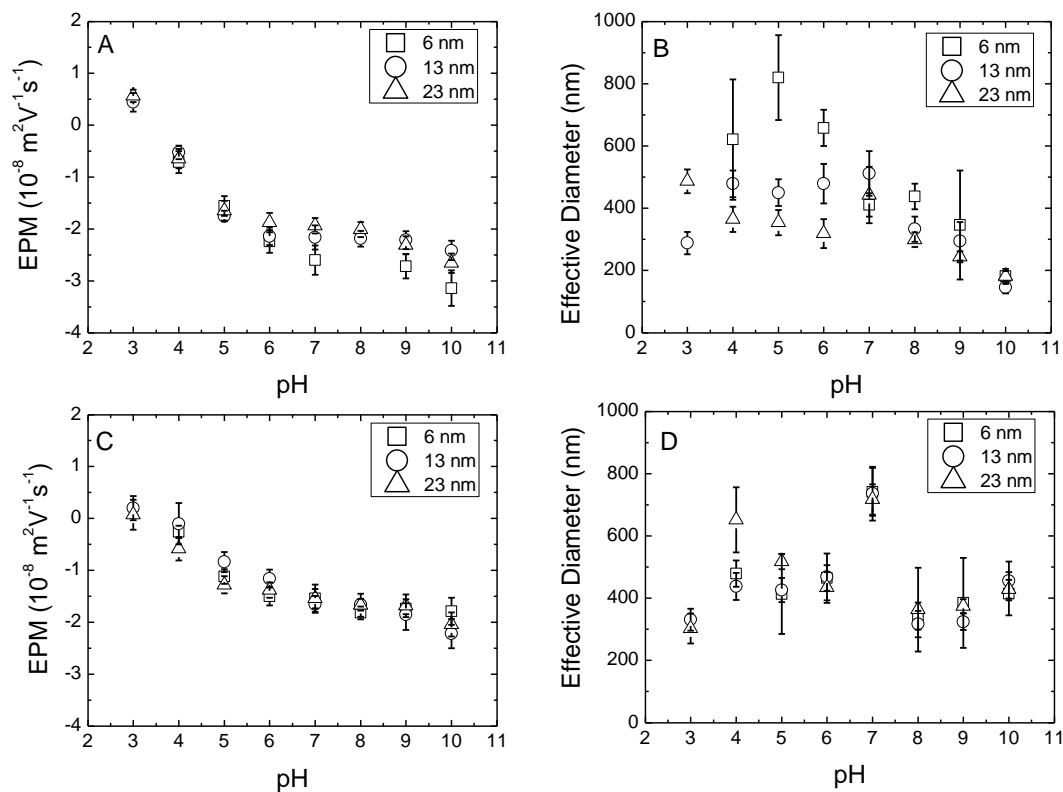 A
6 nm
13 nm
23 nm
EPM (10⁻⁸ m²V⁻¹s⁻¹)
2
1
0
-1
-2
-3
-4
2 3 4 5 6 7 8 9 10 11
pH
B
6 nm
13 nm
23 nm
Effective Diameter (nm)
1000
800
600
400
200
0
2 3 4 5 6 7 8 9 10 11
pH
C
6 nm
13 nm
23 nm
EPM (10⁻⁸ m²V⁻¹s⁻¹)
2
1
0
-1
-2
-3
-4
2 3 4 5 6 7 8 9 10 11
pH
D
6 nm
13 nm
23 nm
Effective Diameter (nm)
1000
800
600
400
200
0
2 3 4 5 6 7 8 9 10 11
pH